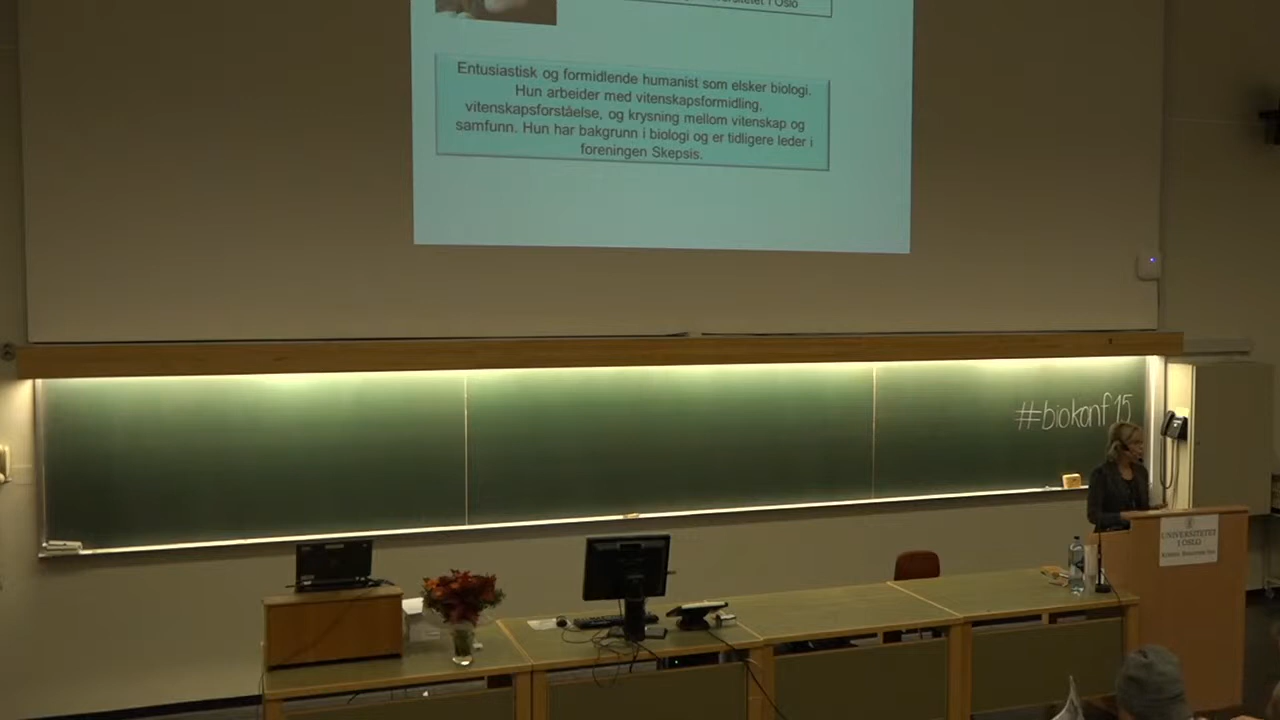 i Oslo
Entusiastisk og formidlende humanist som elsker biologi.
Hun arbeider med vitenskapsformidling,
vitenskapsforståelse, og krysning mellom vitenskap og
samfunn. Hun har bakgrunn i biologi og er tidligere leder i
foreningen Skepsis.
#biokonf15
UNIVERSITETET
I OSLO